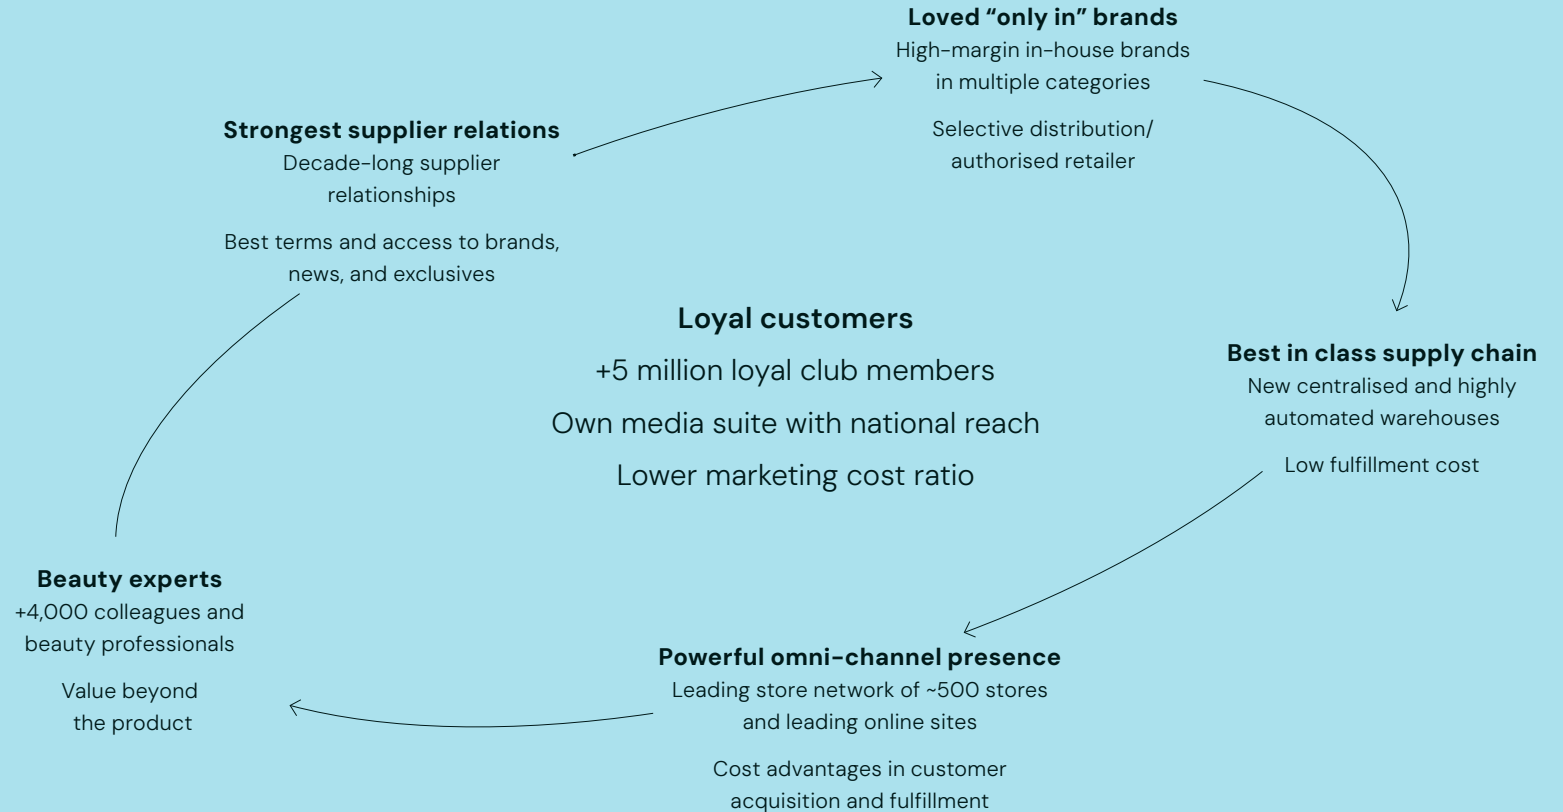 Loved “only in” brands
High-margin in-house brands
in multiple categories
Selective distribution/
authorised retailer
Strongest supplier relations
Decade-long supplier
relationships
Best terms and access to brands,
news, and exclusives
Loyal customers
+5 million loyal club members
Own media suite with national reach
Lower marketing cost ratio
Best in class supply chain
New centralised and highly
automated warehouses
Low fulfillment cost
Beauty experts
+4,000 colleagues and
beauty professionals
Value beyond
the product
Powerful omni-channel presence
Leading store network of ~500 stores
and leading online sites
Cost advantages in customer
acquisition and fulfillment